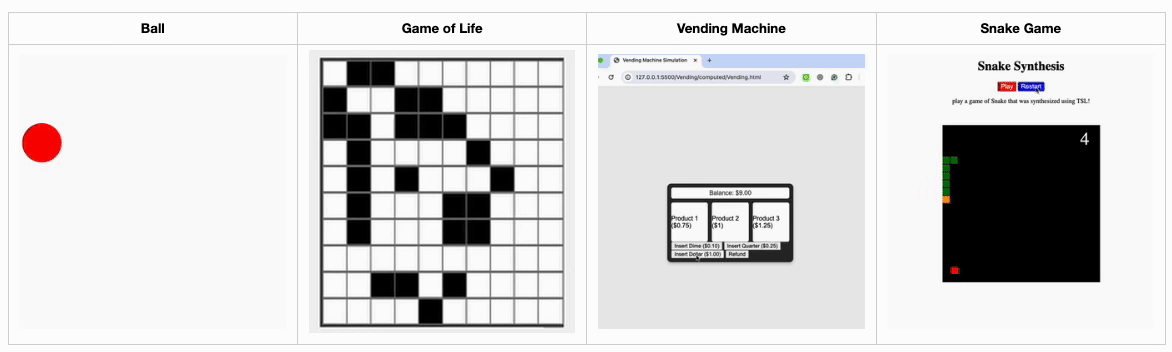 Ball
Game of Life
Vending Machine
Snake Game
Vending Machine Simulation
127.0.0.1:5500/Vending/computed/Vending.html
Balance: $9.00
Product 1 ($0.75)
Product 2 ($1)
Product 3 ($1.25)
Insert Dime ($0.10) Insert Quarter ($0.25)
Insert Dollar ($1.00) Refund
Snake Synthesis
Play Restart
play a game of Snake that was synthesized using TSL!
4